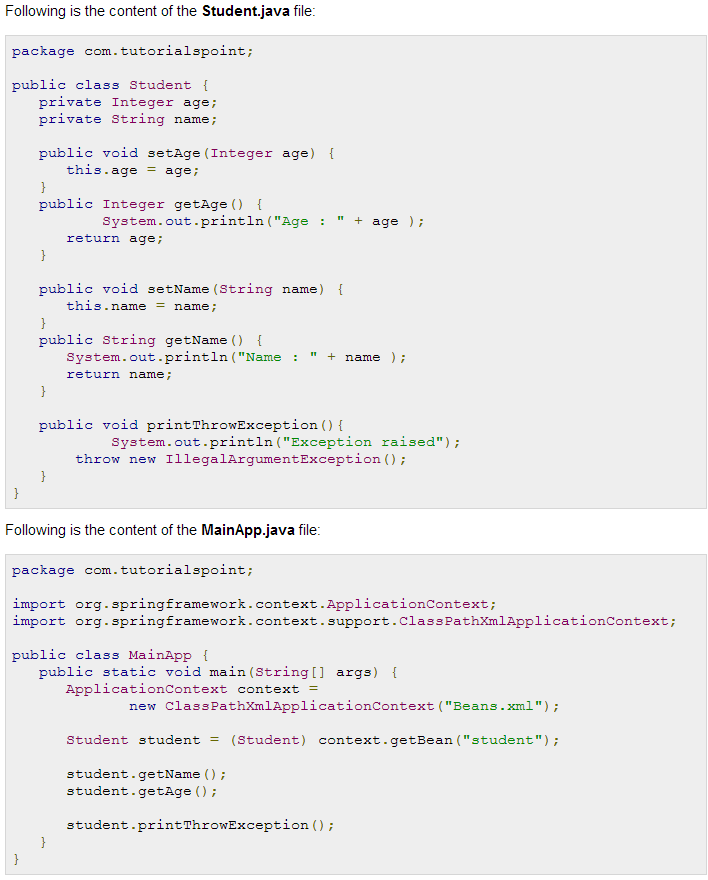 Following is the content of the Student.java file:
package com.tutorialspoint;
public class Student {
   private Integer age;
   private String name;
   public void setAge(Integer age) {
      this.age = age;
   }
   public Integer getAge() {
          System.out.println("Age : " + age );
      return age;
   }
   public void setName(String name) {
      this.name = name;
   }
   public String getName() {
      System.out.println("Name : " + name );
      return name;
   }
   public void printThrowException(){
           System.out.println("Exception raised");
       throw new IllegalArgumentException();
   }
}
Following is the content of the MainApp.java file:
package com.tutorialspoint;
import org.springframework.context.ApplicationContext;
import org.springframework.context.support.ClassPathXmlApplicationContext;
public class MainApp {
   public static void main(String[] args) {
      ApplicationContext context =
             new ClassPathXmlApplicationContext("Beans.xml");
      Student student = (Student) context.getBean("student");
      student.getName();
      student.getAge();
      student.printThrowException();
   }
}